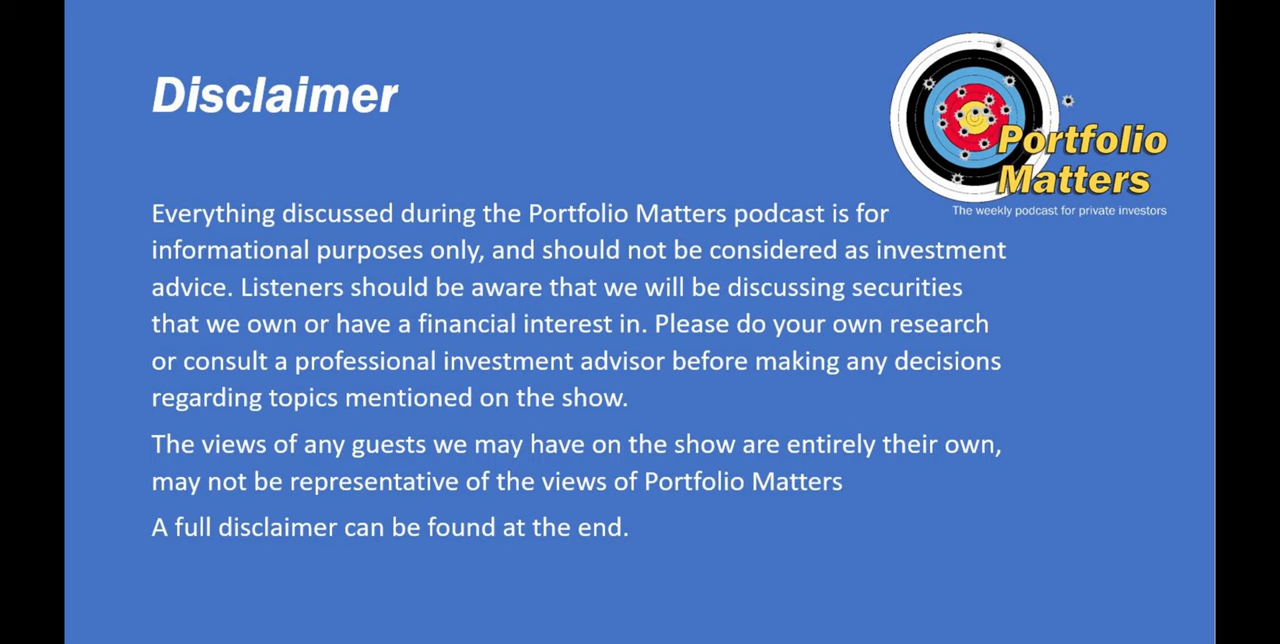 Disclaimer
Portfolio
Matters
The weekly podcast for private investors
Everything discussed during the Portfolio Matters podcast is for
informational purposes only, and should not be considered as investment
advice. Listeners should be aware that we will be discussing securities
that we own or have a financial interest in. Please do your own research
or consult a professional investment advisor before making any decisions
regarding topics mentioned on the show.
The views of any guests we may have on the show are entirely their own,
may not be representative of the views of Portfolio Matters
A full disclaimer can be found at the end.